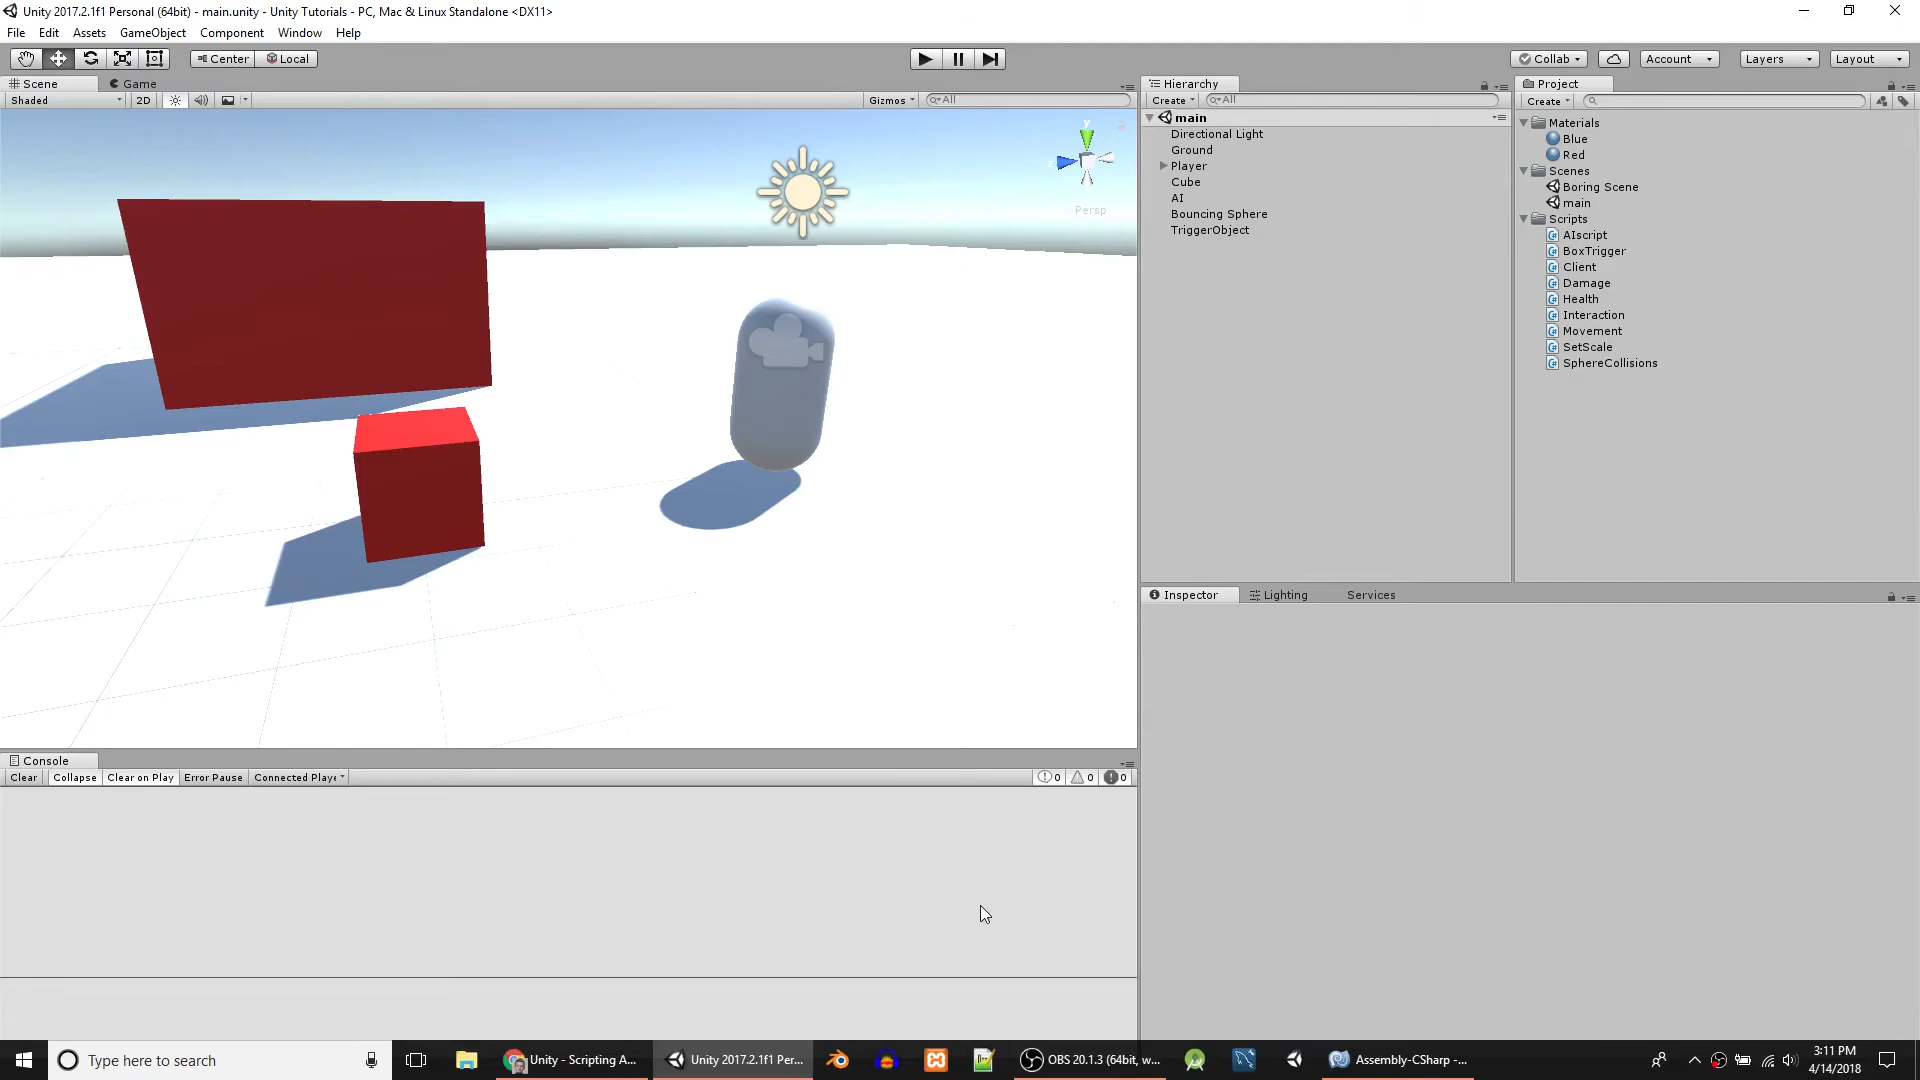 Unity 2017.2.1f1 Personal (64bit) - main.unity - Unity Tutorials - PC, Mac & Linux Standalone <DX11>
File Edit Assets GameObject Component Window Help
Center Local Collab Account Layers Layout
Scene Game
Shaded 2D Gizmos All
Hierarchy
Create All
main
Directional Light
Ground
Player
Cube
AI
Bouncing Sphere
TriggerObject
Project
Create
Materials
Blue
Red
Scenes
Boring Scene
main
Scripts
AIscript
BoxTrigger
Client
Damage
Health
Interaction
Movement
SetScale
SphereCollisions
y
Persp
Inspector Lighting Services
Console
Clear Collapse Clear on Play Error Pause Connected Playe 0 0 0
Type here to search
Unity - Scripting A...
Unity 2017.2.1f1 Per...
OBS 20.1.3 (64bit, w...
Assembly-CSharp -...
3:11 PM
4/14/2018